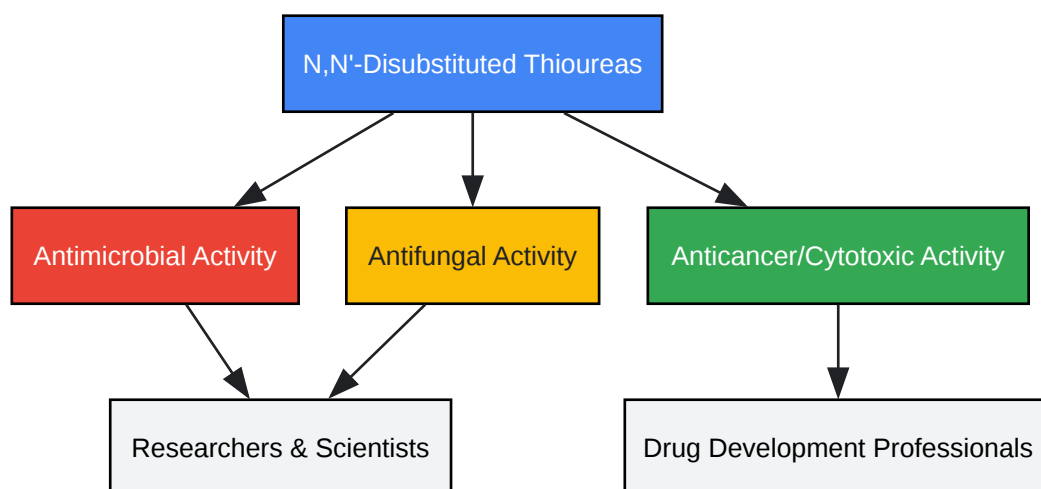 N,N'-Disubstituted Thioureas
Antimicrobial Activity
Antifungal Activity
Anticancer/Cytotoxic Activity
Researchers & Scientists
Drug Development Professionals